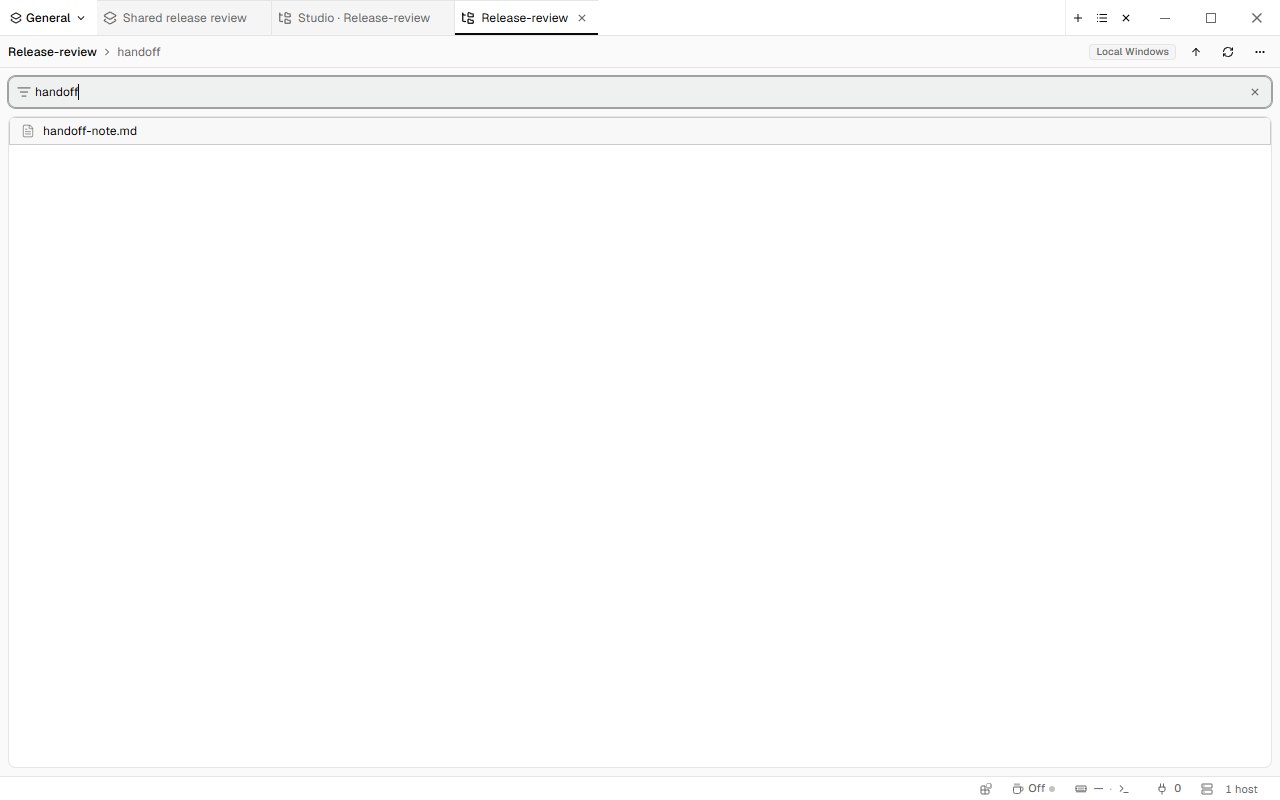 General
Shared release review
Studio · Release-review
Release-review
Release-review > handoff
Local Windows
handoff
handoff-note.md
Off
0
1 host